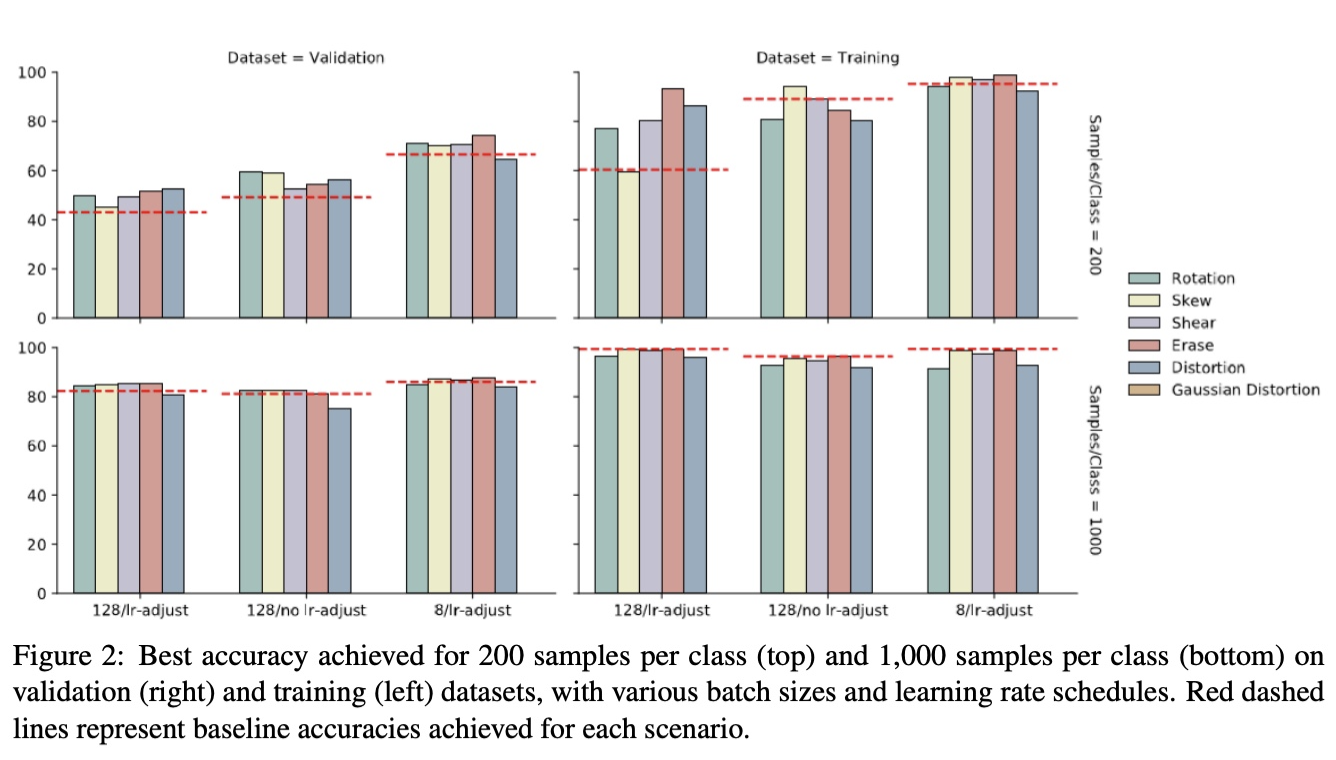 Dataset = Validation
Dataset = Training
100
80
60
40
20
0
Samples/Class = 200
100
80
60
40
20
0
Samples/Class = 1000
128/lr-adjust
128/no lr-adjust
8/lr-adjust
128/lr-adjust
128/no lr-adjust
8/lr-adjust
Rotation
Skew
Shear
Erase
Distortion
Gaussian Distortion
Figure 2: Best accuracy achieved for 200 samples per class (top) and 1,000 samples per class (bottom) on
validation (right) and training (left) datasets, with various batch sizes and learning rate schedules. Red dashed
lines represent baseline accuracies achieved for each scenario.